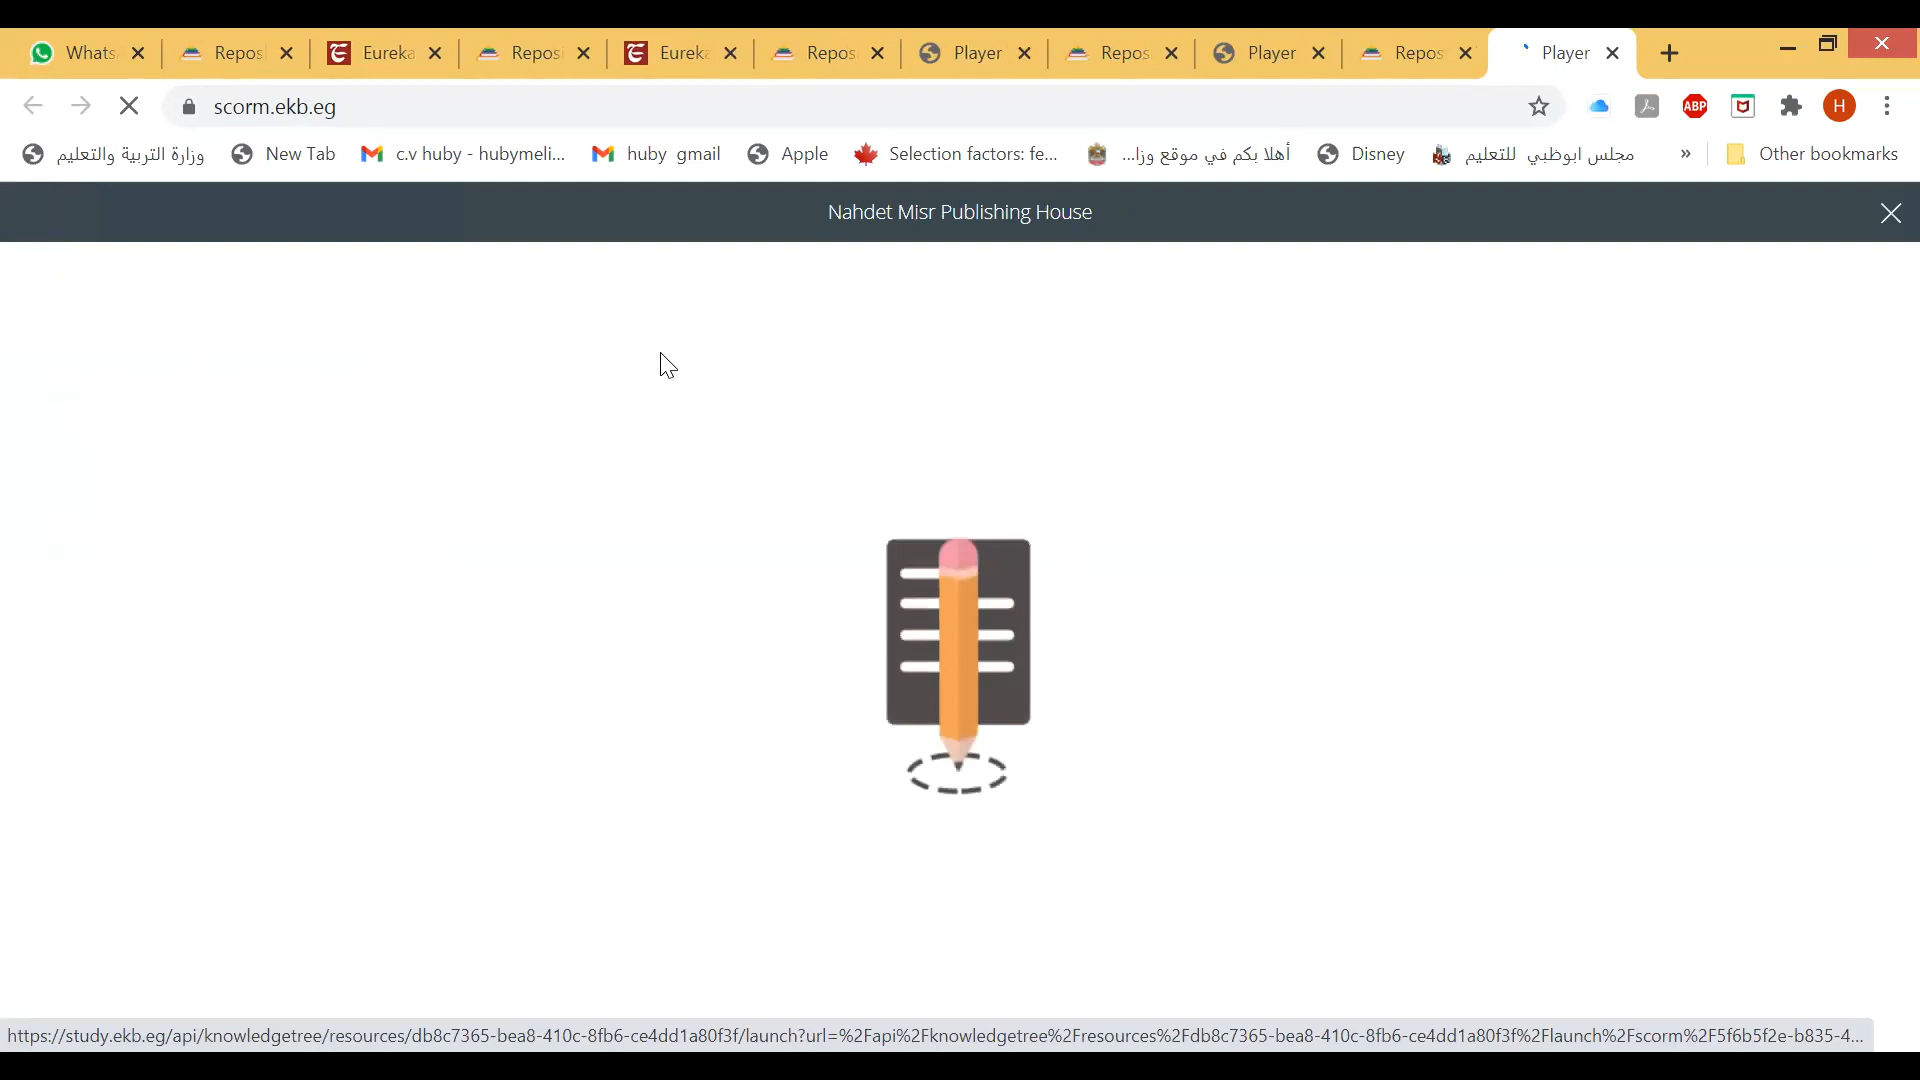 Whats
Repos
Eureka
Repos
Eureka
Repos
Player
Repos
Player
Repos
Player
scorm.ekb.eg
ABP
H
وزارة التربية والتعليم
New Tab
c.v huby - hubymeli...
huby gmail
Apple
Selection factors: fe...
أهلا بكم في موقع وزا...
Disney
مجلس ابوظبي للتعليم
»
Other bookmarks
Nahdet Misr Publishing House
https://study.ekb.eg/api/knowledgetree/resources/db8c7365-bea8-410c-8fb6-ce4dd1a80f3f/launch?url=%2Fapi%2Fknowledgetree%2Fresources%2Fdb8c7365-bea8-410c-8fb6-ce4dd1a80f3f%2Flaunch%2Fscorm%2F5f6b5f2e-b835-4...